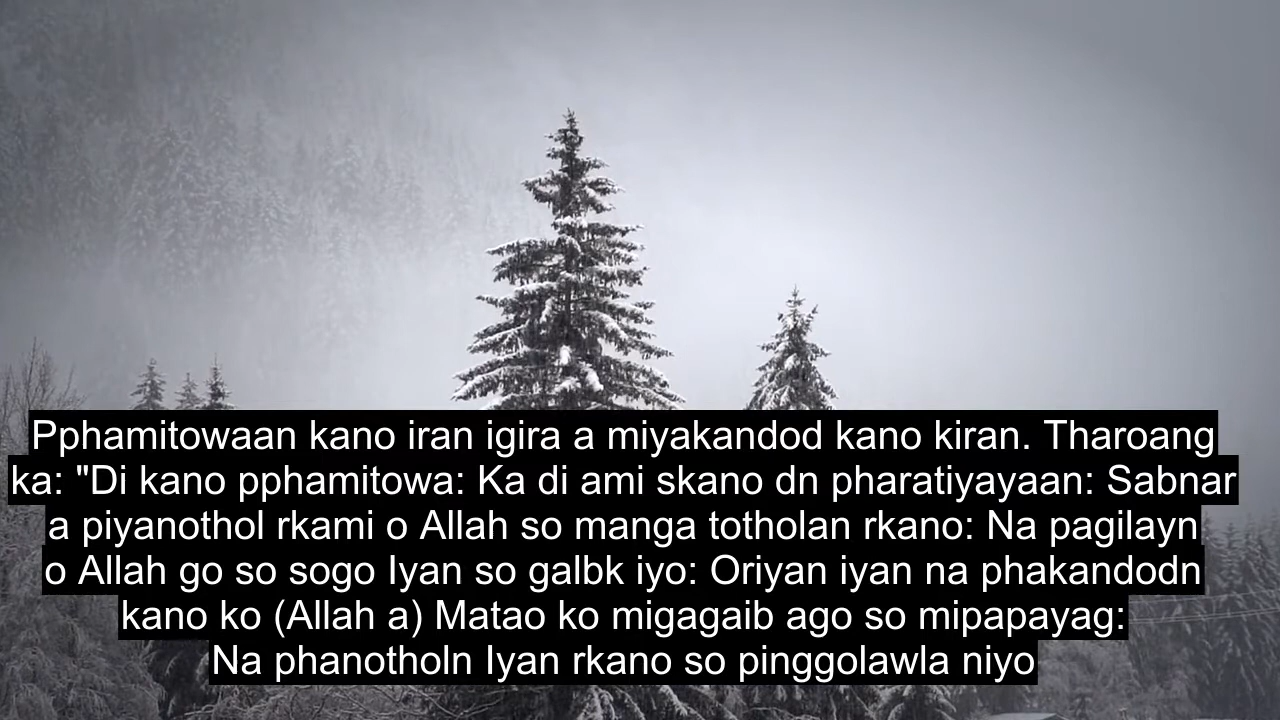 Pphamitowaan kano iran igira a miyakandod kano kiran. Tharoang
ka: "Di kano pphamitowa: Ka di ami skano dn pharatiyayaan: Sabnar
a piyanothol rkami o Allah so manga totholan rkano: Na pagilayn
o Allah go so sogo Iyan so galbk iyo: Oriyan iyan na phakandodn
kano ko (Allah a) Matao ko migagaib ago so mipapayag:
Na phanotholn Iyan rkano so pinggolawla niyo